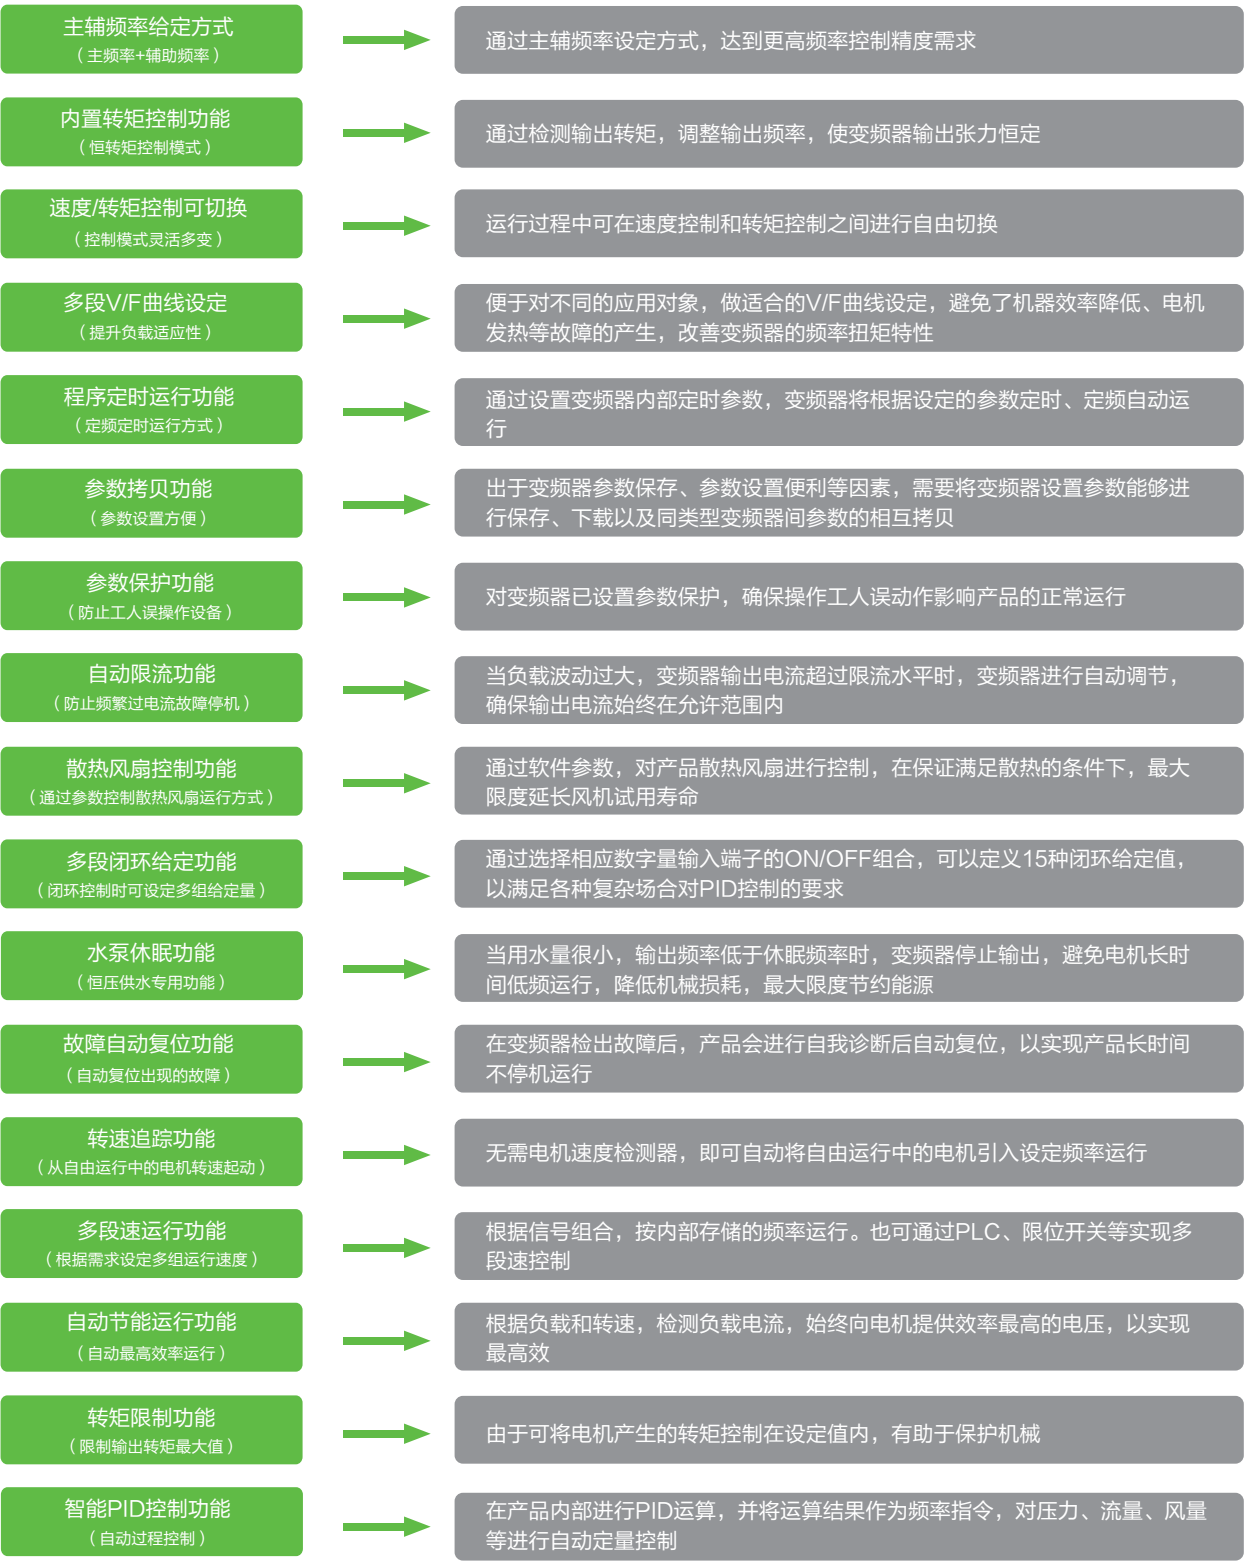 主辅频率给定方式
（主频率+辅助频率）
通过主辅频率设定方式，达到更高频率控制精度需求
内置转矩控制功能
（恒转矩控制模式）
通过检测输出转矩，调整输出频率，使变频器输出张力恒定
速度/转矩控制可切换
（控制模式灵活多变）
运行过程中可在速度控制和转矩控制之间进行自由切换
多段V/F曲线设定
（提升负载适应性）
便于对不同的应用对象，做适合的V/F曲线设定，避免了机器效率降低、电机
发热等故障的产生，改善变频器的频率扭矩特性
程序定时运行功能
（定频定时运行方式）
通过设置变频器内部定时参数，变频器将根据设定的参数定时、定频自动运
行
参数拷贝功能
（参数设置方便）
出于变频器参数保存、参数设置便利等因素，需要将变频器设置参数能够进
行保存、下载以及同类型变频器间参数的相互拷贝
参数保护功能
（防止工人误操作设备）
对变频器已设置参数保护，确保操作工人误动作影响产品的正常运行
自动限流功能
（防止频繁过电流故障停机）
当负载波动过大，变频器输出电流超过限流水平时，变频器进行自动调节，
确保输出电流始终在允许范围内
散热风扇控制功能
（通过参数控制散热风扇运行方式）
通过软件参数，对产品散热风扇进行控制，在保证满足散热的条件下，最大
限度延长风机试用寿命
多段闭环给定功能
（闭环控制时可设定多组给定量）
通过选择相应数字量输入端子的ON/OFF组合，可以定义15种闭环给定值，
以满足各种复杂场合对PID控制的要求
水泵休眠功能
（恒压供水专用功能）
当用水量很小，输出频率低于休眠频率时，变频器停止输出，避免电机长时
间低频运行，降低机械损耗，最大限度节约能源
故障自动复位功能
（自动复位出现的故障）
在变频器检出故障后，产品会进行自我诊断后自动复位，以实现产品长时间
不停机运行
转速追踪功能
（从自由运行中的电机转速起动）
无需电机速度检测器，即可自动将自由运行中的电机引入设定频率运行
多段速运行功能
（根据需求设定多组运行速度）
根据信号组合，按内部存储的频率运行。也可通过PLC、限位开关等实现多
段速控制
自动节能运行功能
（自动最高效率运行）
根据负载和转速，检测负载电流，始终向电机提供效率最高的电压，以实现
最高效
转矩限制功能
（限制输出转矩最大值）
由于可将电机产生的转矩控制在设定值内，有助于保护机械
智能PID控制功能
（自动过程控制）
在产品内部进行PID运算，并将运算结果作为频率指令，对压力、流量、风量
等进行自动定量控制